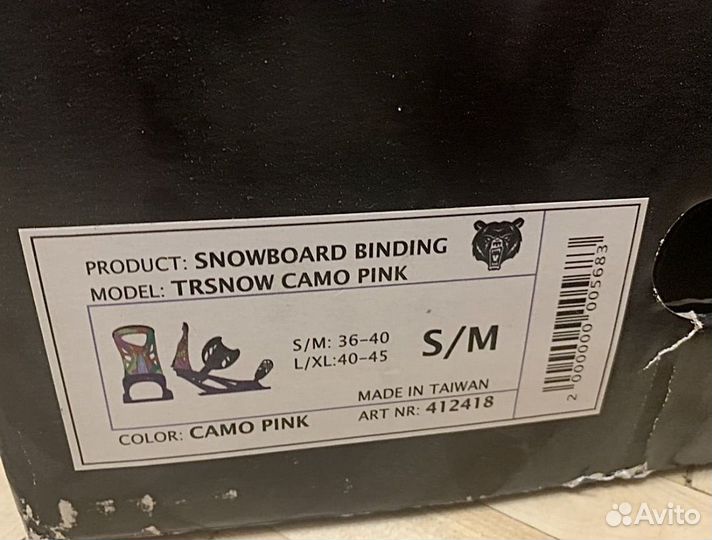 PRODUCT: SNOWBOARD BINDING
MODEL: TRSNOW CAMO PINK
S/M: 36-40
L/XL:40-45
S/M
MADE IN TAIWAN
ART NR: 412418
COLOR: CAMO PINK
2 000000 005683
Avito